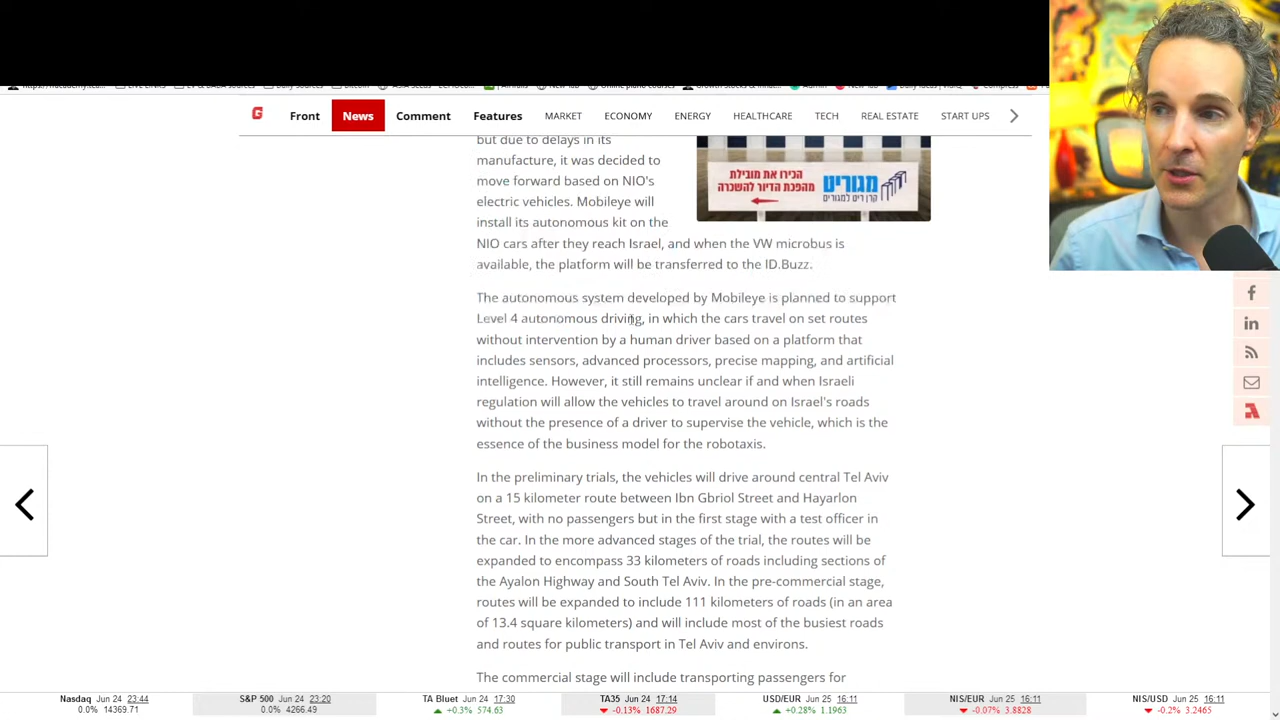 G
Front
News
Comment
Features
MARKET
ECONOMY
ENERGY
HEALTHCARE
TECH
REAL ESTATE
START UPS
but due to delays in its
manufacture, it was decided to
move forward based on NIO's
electric vehicles. Mobileye will
install its autonomous kit on the
NIO cars after they reach Israel, and when the VW microbus is
available, the platform will be transferred to the ID.Buzz.
הכירו את מובילת
מהפכת הדיור להשכרה
מגוריט
קרן ריט למגורים
The autonomous system developed by Mobileye is planned to support
Level 4 autonomous driving, in which the cars travel on set routes
without intervention by a human driver based on a platform that
includes sensors, advanced processors, precise mapping, and artificial
intelligence. However, it still remains unclear if and when Israeli
regulation will allow the vehicles to travel around on Israel's roads
without the presence of a driver to supervise the vehicle, which is the
essence of the business model for the robotaxis.
In the preliminary trials, the vehicles will drive around central Tel Aviv
on a 15 kilometer route between Ibn Gbriol Street and Hayarlon
Street, with no passengers but in the first stage with a test officer in
the car. In the more advanced stages of the trial, the routes will be
expanded to encompass 33 kilometers of roads including sections of
the Ayalon Highway and South Tel Aviv. In the pre-commercial stage,
routes will be expanded to include 111 kilometers of roads (in an area
of 13.4 square kilometers) and will include most of the busiest roads
and routes for public transport in Tel Aviv and environs.
The commercial stage will include transporting passengers for
Nasdaq Jun 24 23:44
0.0% 14369.71
S&P 500 Jun 24 23:20
0.0% 4266.49
TA Bluet Jun 24 17:30
+0.3% 574.63
TA35 Jun 24 17:14
-0.13% 1687.29
USD/EUR Jun 25 16:11
+0.28% 1.1963
NIS/EUR Jun 25 16:11
-0.07% 3.8828
NIS/USD Jun 25 16:11
-0.2% 3.2465